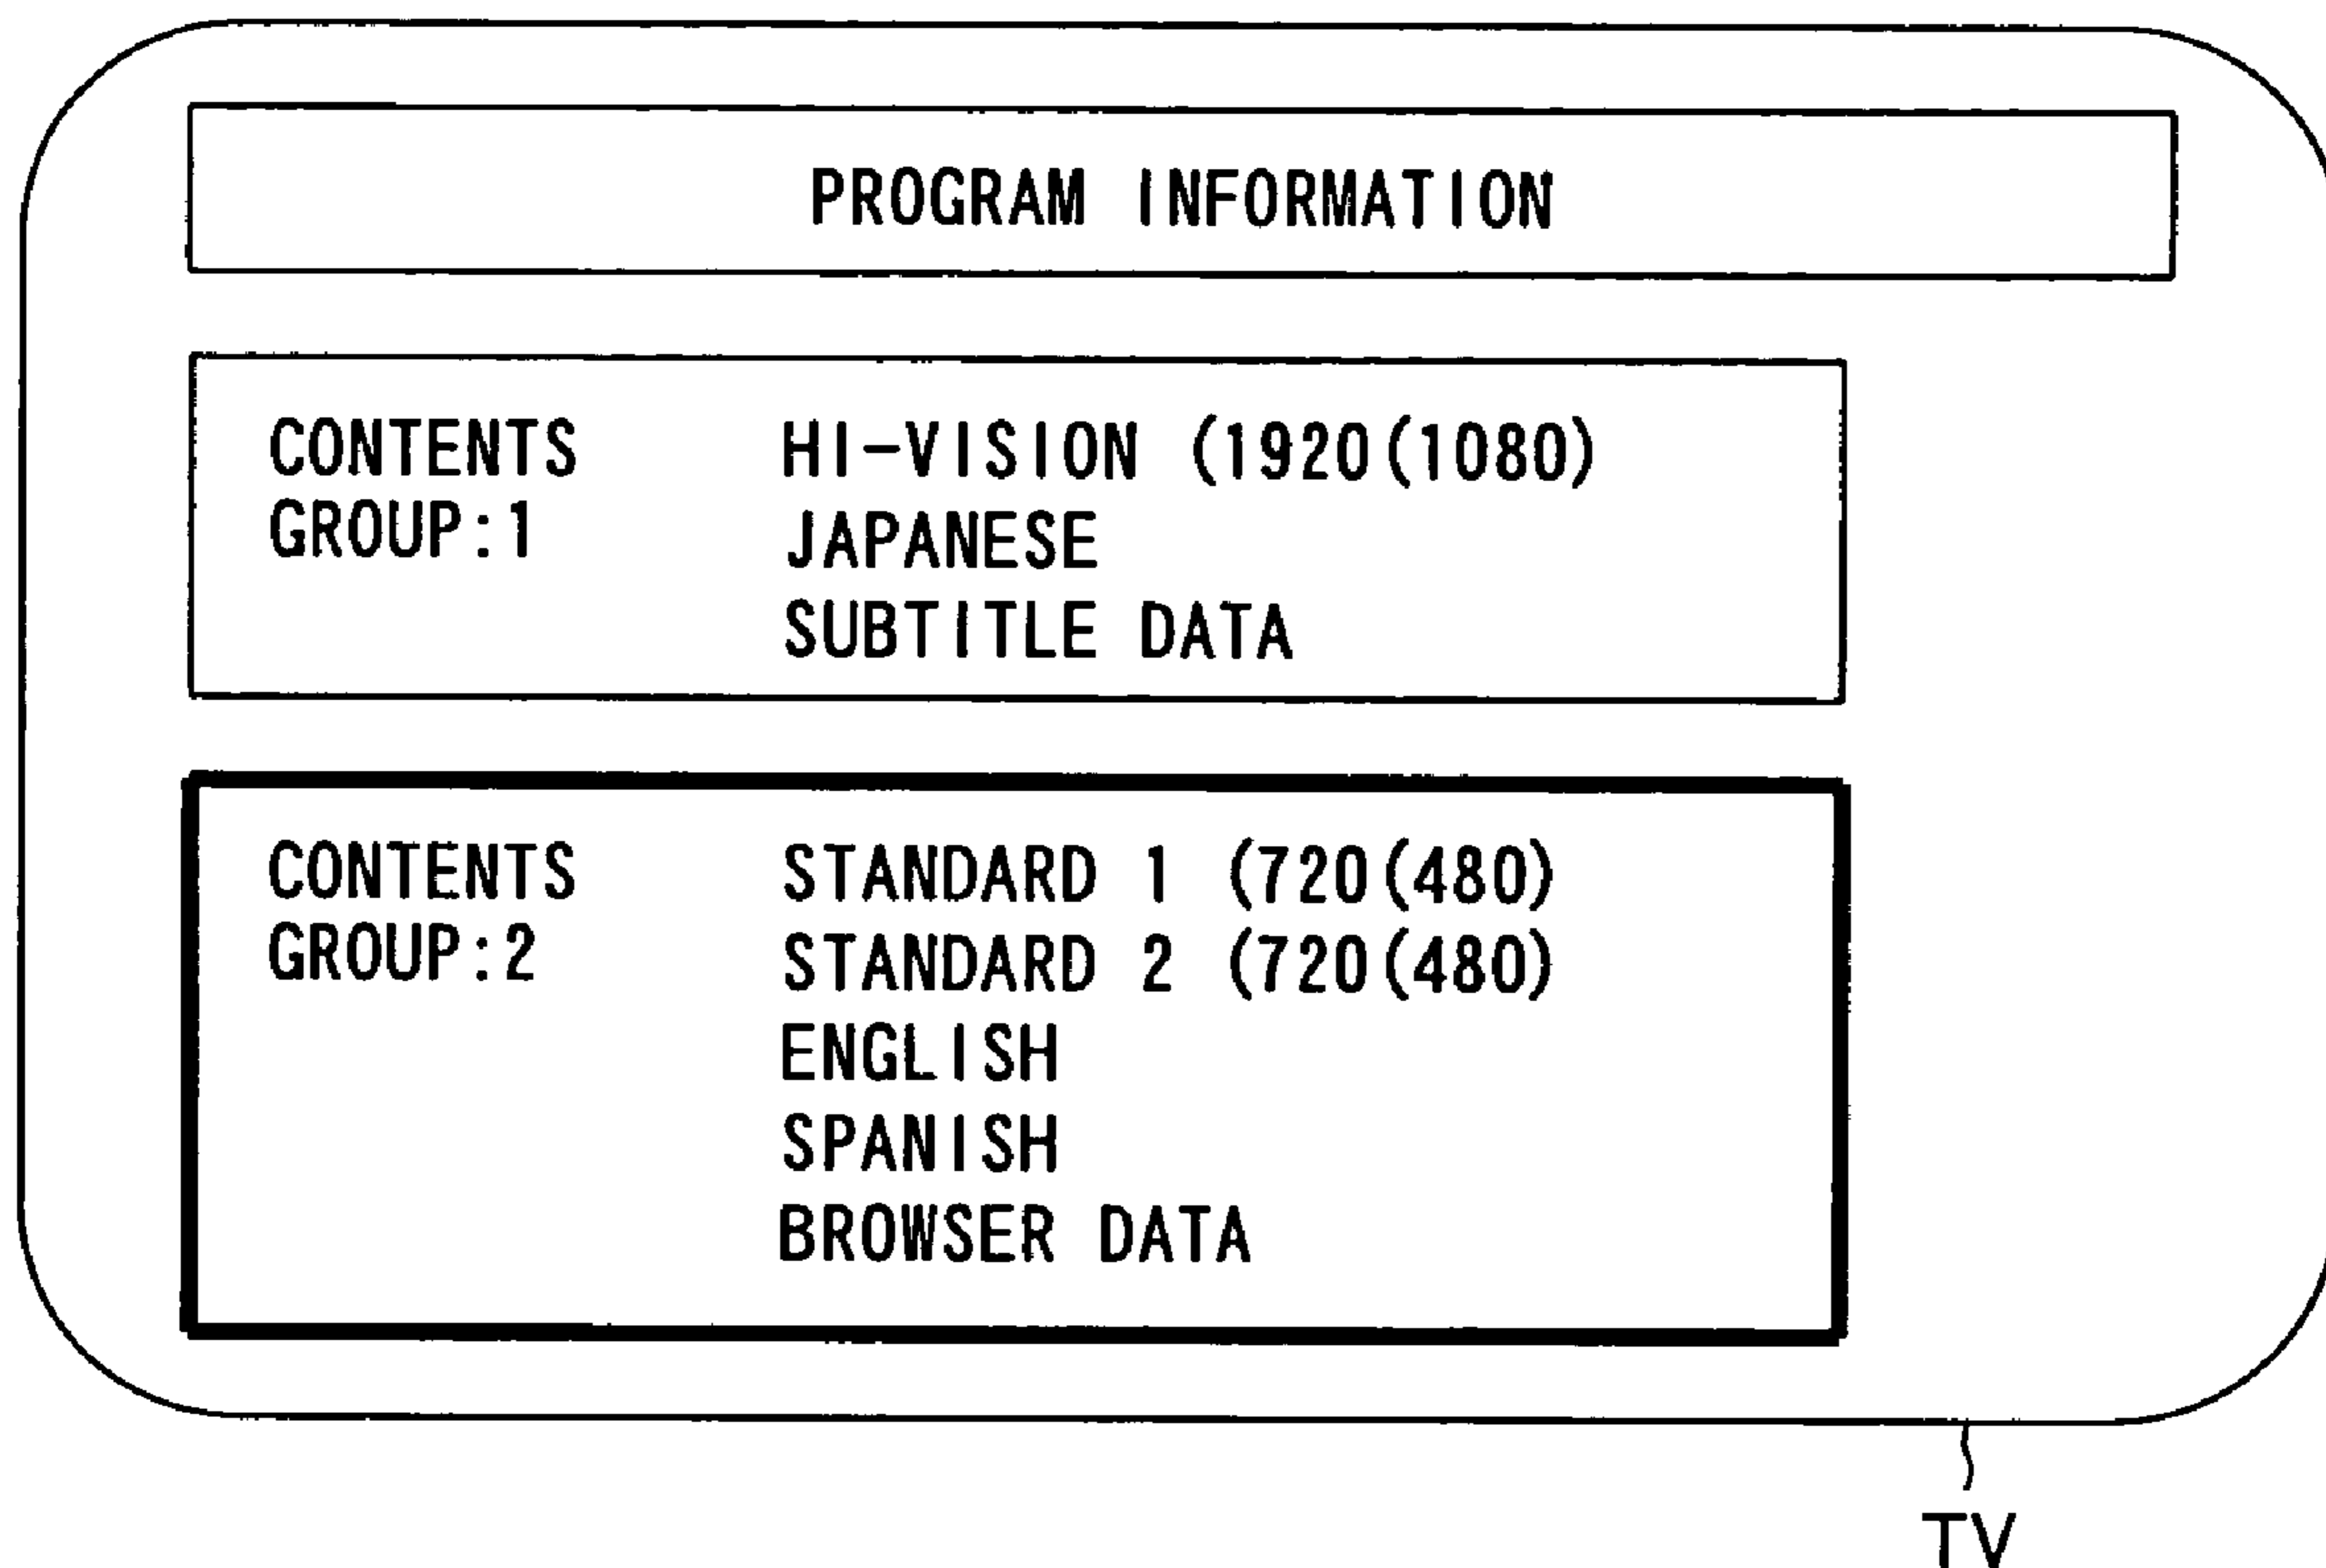 PROGRAM INFORMATION
CONTENTS GROUP:1
HI-VISION (1920(1080)
JAPANESE
SUBTITLE DATA
CONTENTS GROUP:2
STANDARD 1 (720(480)
STANDARD 2 (720(480)
ENGLISH
SPANISH
BROWSER DATA
TV